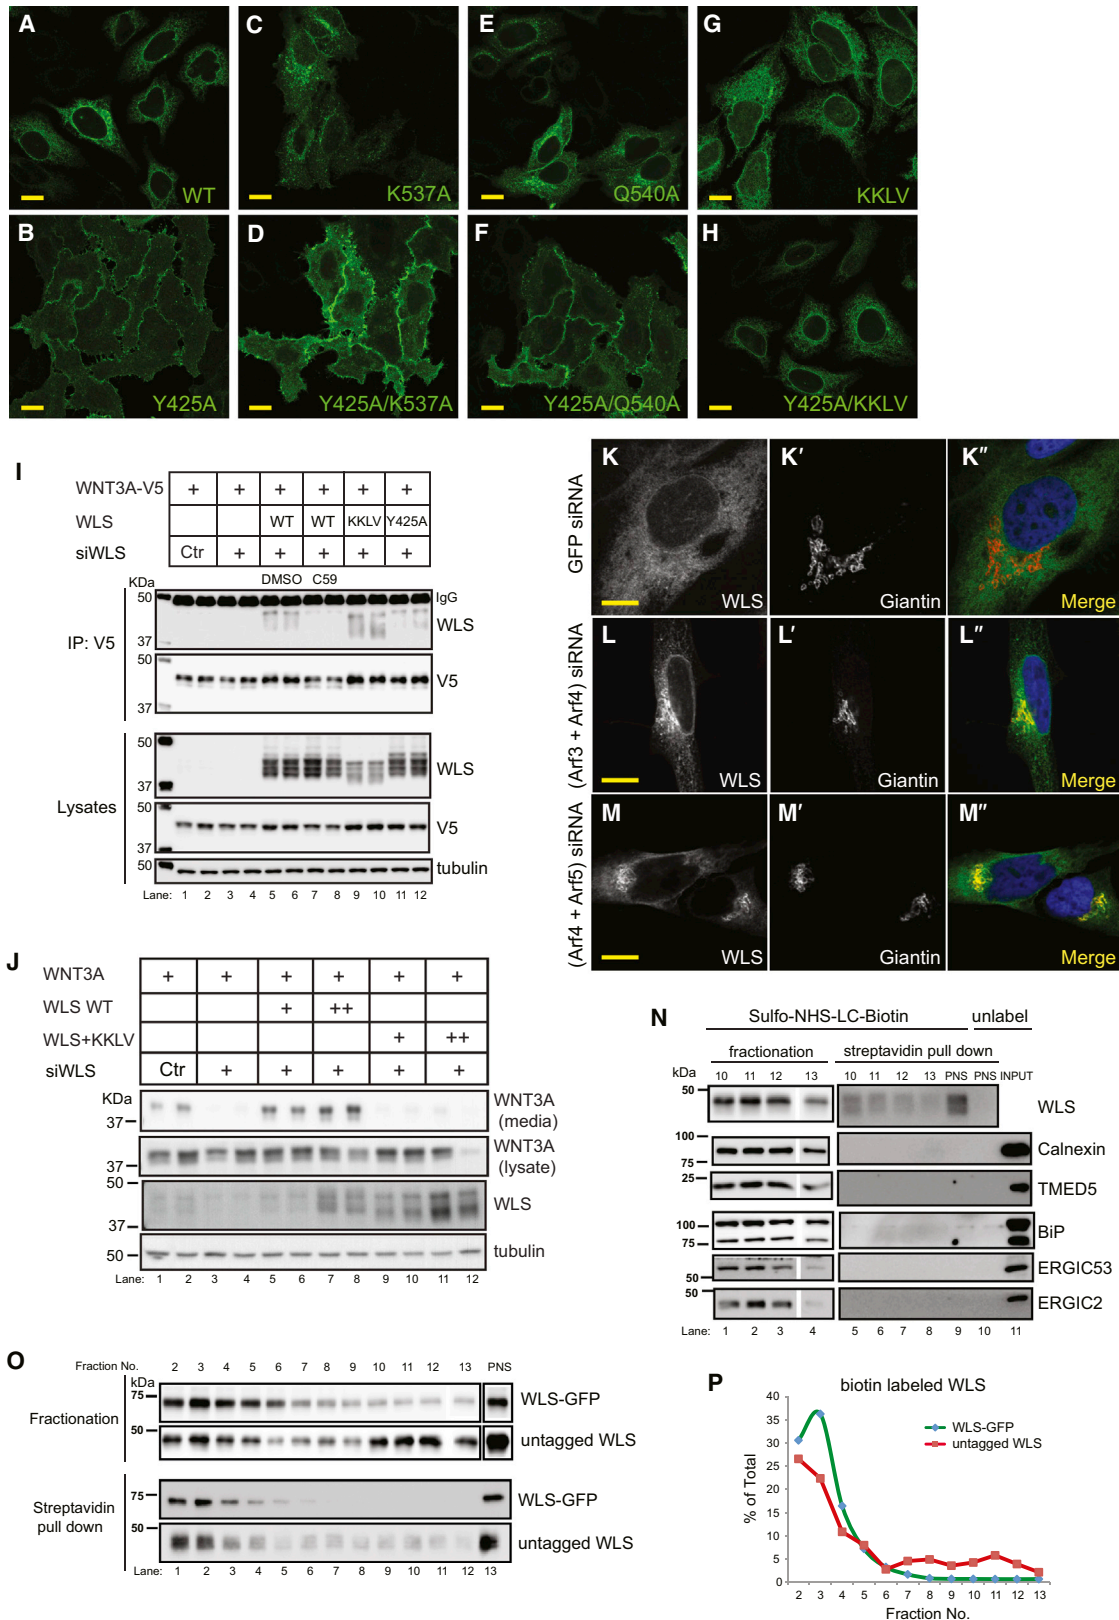 A
WT
C
K537A
E
Q540A
G
KKLV
B
Y425A
D
Y425A/K537A
F
Y425A/Q540A
H
Y425A/KKLV
I
WNT3A-V5 + + + + + +
WLS WT WT KKLV Y425A
siWLS Ctr + + + + +
DMSO C59
KDa
IP: V5
50
37
IgG
WLS
50
37
V5
Lysates
50
37
WLS
50
37
V5
50
tubulin
Lane: 1 2 3 4 5 6 7 8 9 10 11 12
J
WNT3A + + + + + +
WLS WT + ++
WLS+KKLV + ++
siWLS Ctr + + + + +
KDa
37
WNT3A
(media)
37
WNT3A
(lysate)
50
37
WLS
50
tubulin
Lane: 1 2 3 4 5 6 7 8 9 10 11 12
GFP siRNA
K
WLS
K'
Giantin
K"
Merge
(Arf3 + Arf4) siRNA
L
WLS
L'
Giantin
L"
Merge
(Arf4 + Arf5) siRNA
M
WLS
M'
Giantin
M"
Merge
N
Sulfo-NHS-LC-Biotin unlabel
fractionation streptavidin pull down
kDa 10 11 12 13 10 11 12 13 PNS PNS INPUT
50
WLS
100
75
Calnexin
25
TMED5
100
75
BiP
50
ERGIC53
50
ERGIC2
Lane: 1 2 3 4 5 6 7 8 9 10 11
O
Fraction No. 2 3 4 5 6 7 8 9 10 11 12 13 PNS
kDa
Fractionation
75
WLS-GFP
50
untagged WLS
Streptavidin
pull down
75
WLS-GFP
50
untagged WLS
Lane: 1 2 3 4 5 6 7 8 9 10 11 12 13
P
biotin labeled WLS
WLS-GFP
untagged WLS
% of Total
40
35
30
25
20
15
10
5
0
2 3 4 5 6 7 8 9 10 11 12 13
Fraction No.